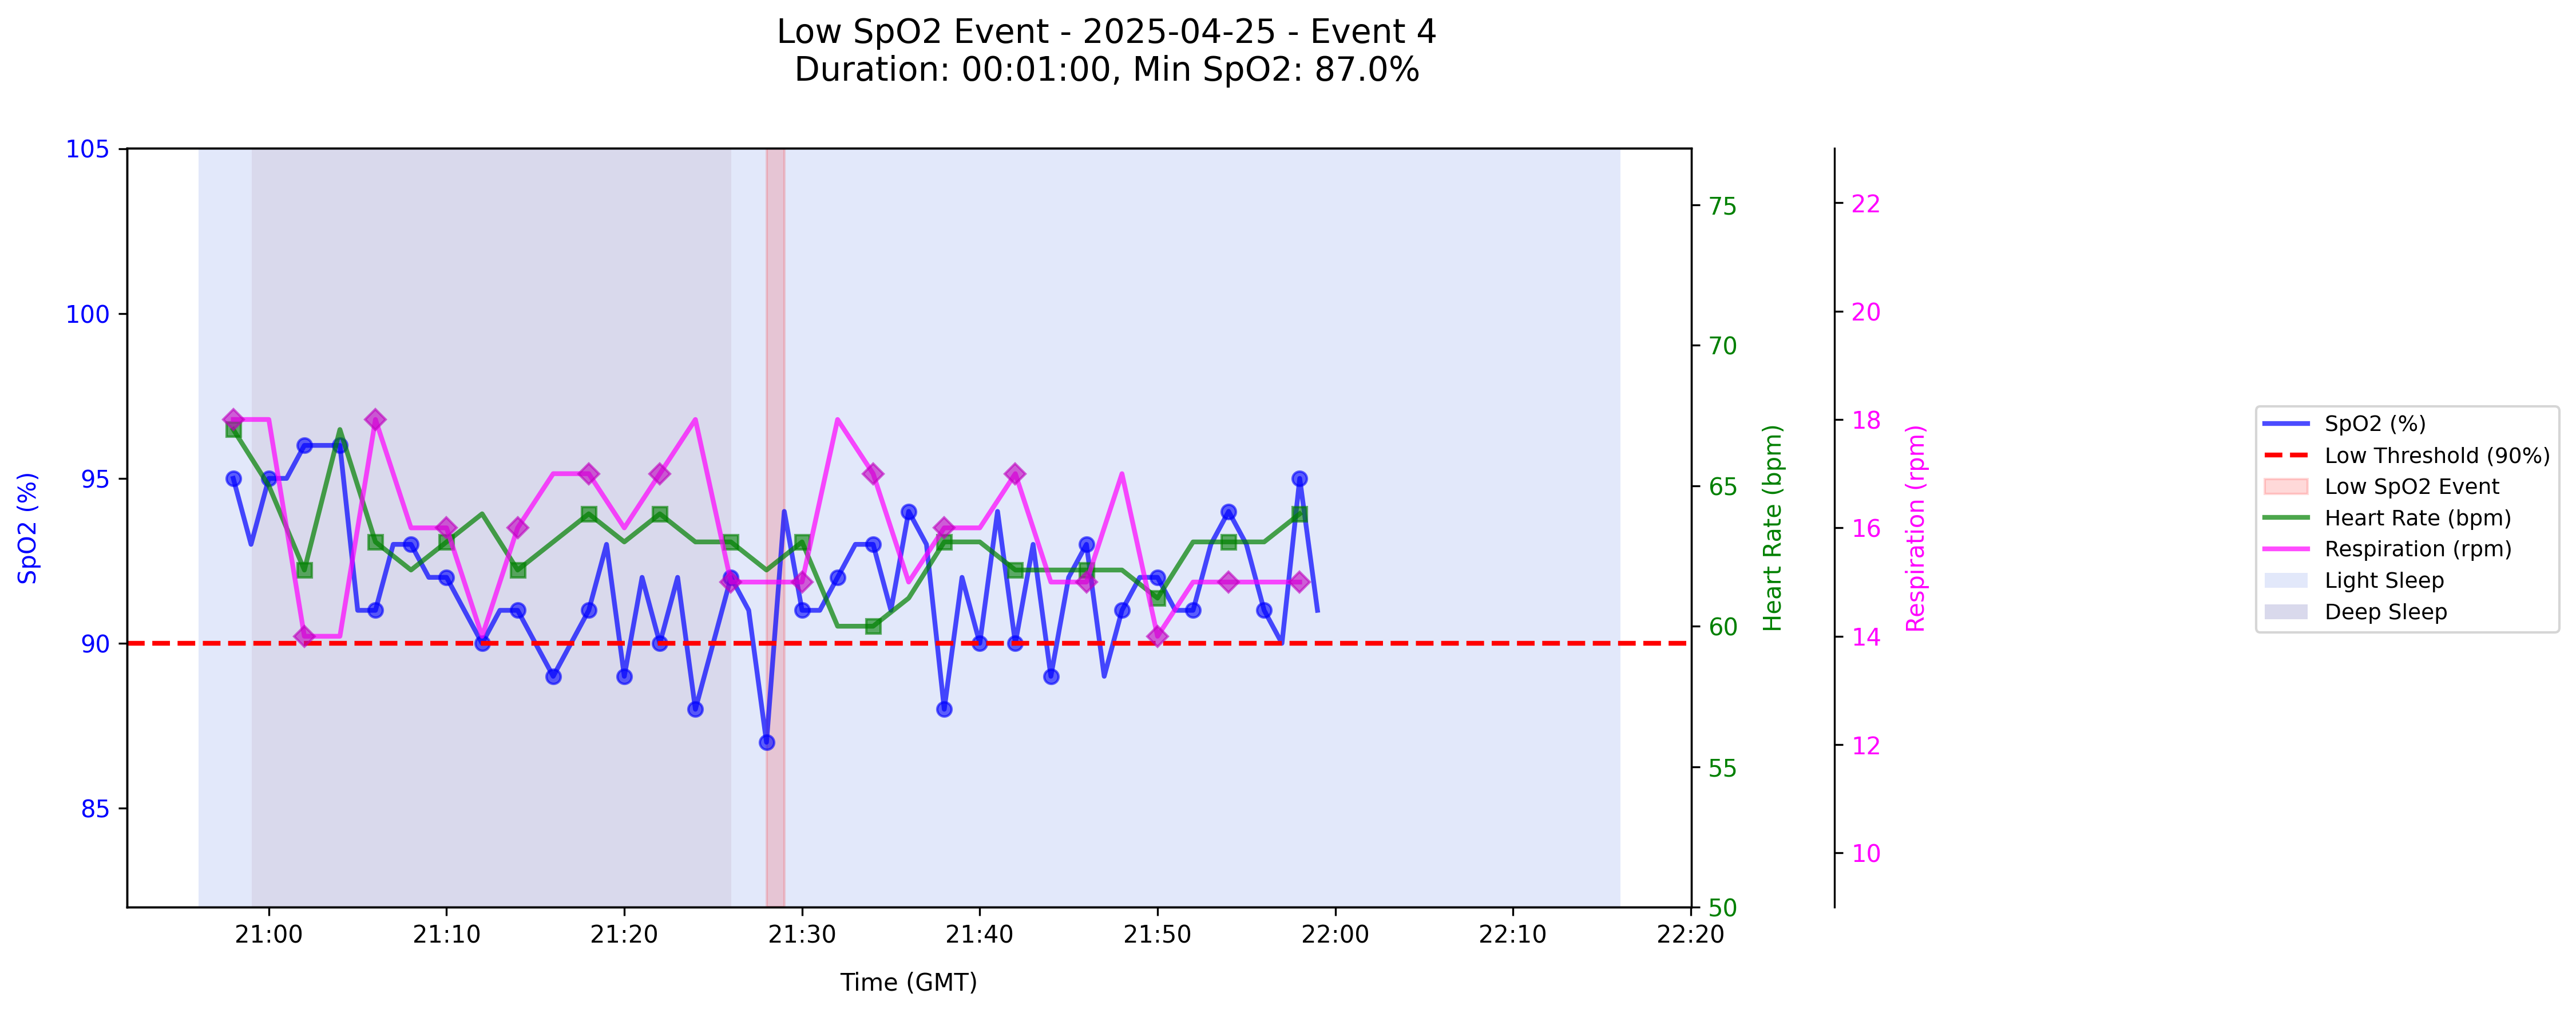 Low SpO2 Event - 2025-04-25 - Event 4
Duration: 00:01:00, Min SpO2: 87.0%
SpO2 (%)
105
100
95
90
85
21:00
21:10
21:20
21:30
21:40
21:50
22:00
22:10
22:20
Time (GMT)
75
70
65
60
55
50
Heart Rate (bpm)
22
20
18
16
14
12
10
Respiration (rpm)
SpO2 (%)
Low Threshold (90%)
Low SpO2 Event
Heart Rate (bpm)
Respiration (rpm)
Light Sleep
Deep Sleep